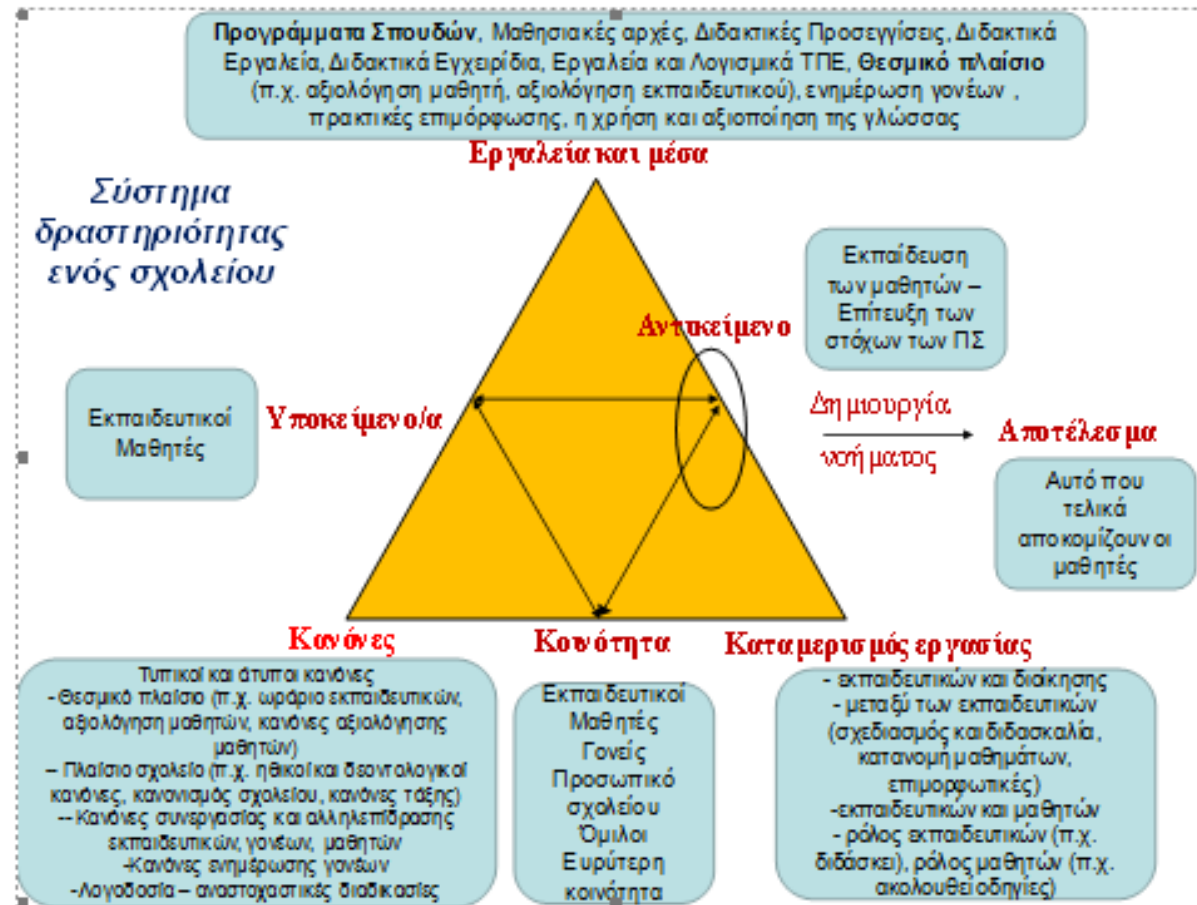 Προγράμματα Σπουδών, Μαθησιακές αρχές, Διδακτικές Προσεγγίσεις, Διδακτικά
Εργαλεία, Διδακτικά Εγχειρίδια, Εργαλεία και Λογισμικά ΤΠΕ, Θεσμικό πλαίσιο
(π.χ. αξιολόγηση μαθητή, αξιολόγηση εκπαιδευτικού), ενημέρωση γονέων ,
πρακτικές επιμόρφωσης, η χρήση και αξιοποίηση της γλώσσας
Εργαλεία και μέσα
Σύστημα
δραστηριότητας
ενός σχολείου
Εκπαίδευση
των μαθητών –
Επίτευξη των
στόχων των ΠΣ
Αντικείμενο
Εκπαιδευτικοί
Μαθητές
Υποκείμενο/α
Δημιουργία
νοήματος
Αποτέλεσμα
Αυτό που
τελικά
αποκομίζουν οι
μαθητές
Κανόνες
Τυπικοί και άτυποι κανόνες
- Θεσμικό πλαίσιο (π.χ. ωράριο εκπαιδευτικών,
αξιολόγηση μαθητών, κανόνες αξιολόγησης
μαθητών)
– Πλαίσιο σχολείο (π.χ. ηθικοί και δεοντολογικοί
κανόνες, κανονισμός σχολείου, κανόνες τάξης)
-- Κανόνες συνεργασίας και αλληλεπίδρασης
εκπαιδευτικών, γονέων, μαθητών
-Κανόνες ενημέρωσης γονέων
-Λογοδοσία – αναστοχαστικές διαδικασίες
Κοινότητα
Εκπαιδευτικοί
Μαθητές
Γονείς
Προσωπικό
σχολείου
Όμιλοι
Ευρύτερη
κοινότητα
Καταμερισμός εργασίας
- εκπαιδευτικών και διοίκησης
- μεταξύ των εκπαιδευτικών
(σχεδιασμός και διδασκαλία,
κατανομή μαθημάτων,
επιμορφωτικές)
-εκπαιδευτικών και μαθητών
- ρόλος εκπαιδευτικών (π.χ.
διδάσκει), ρόλος μαθητών (π.χ.
ακολουθεί οδηγίες)